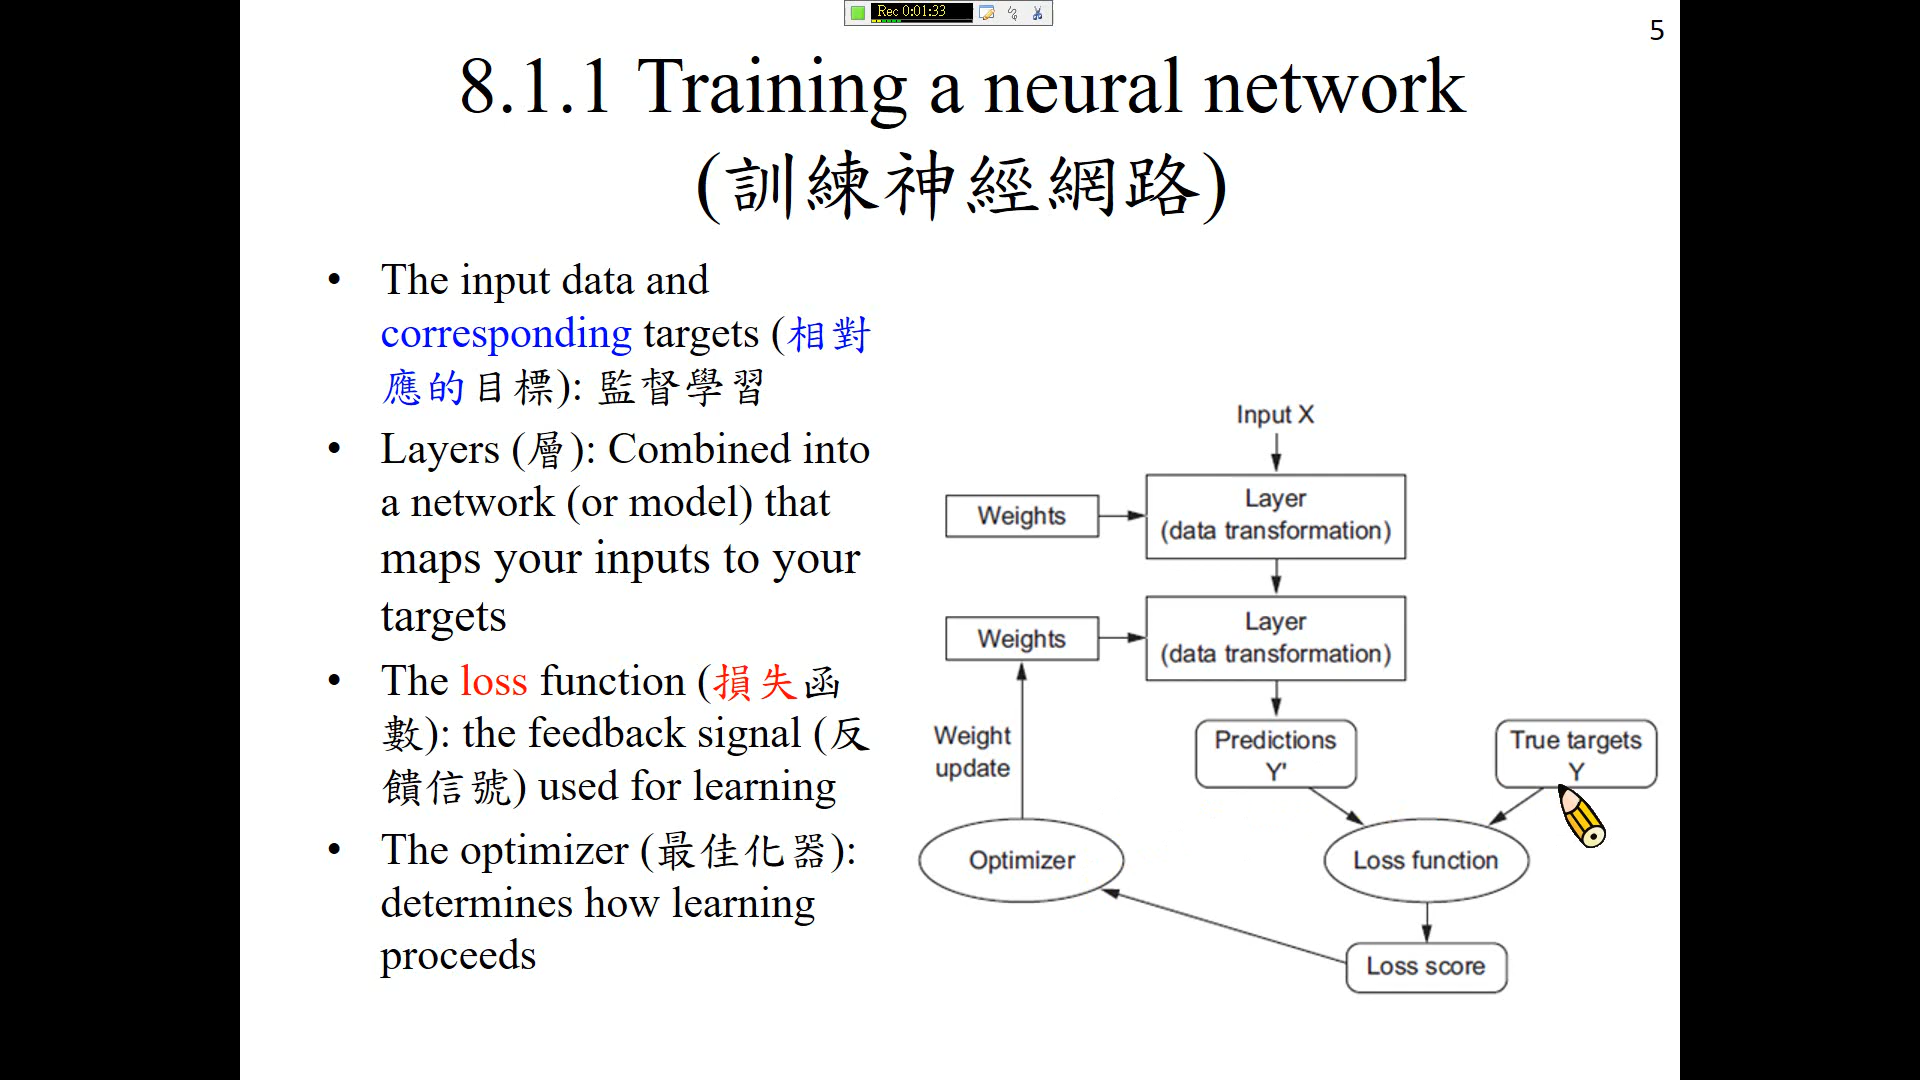 Rec 0:01:33
5
8.1.1 Training a neural network
(訓練神經網路)
• The input data and
corresponding targets (相對
應的目標): 監督學習
• Layers (層): Combined into
a network (or model) that
maps your inputs to your
targets
• The loss function (損失函
數): the feedback signal (反
饋信號) used for learning
• The optimizer (最佳化器):
determines how learning
proceeds
Input X
Weights
Layer
(data transformation)
Weights
Layer
(data transformation)
Weight
update
Predictions
Y'
True targets
Y
Optimizer
Loss function
Loss score